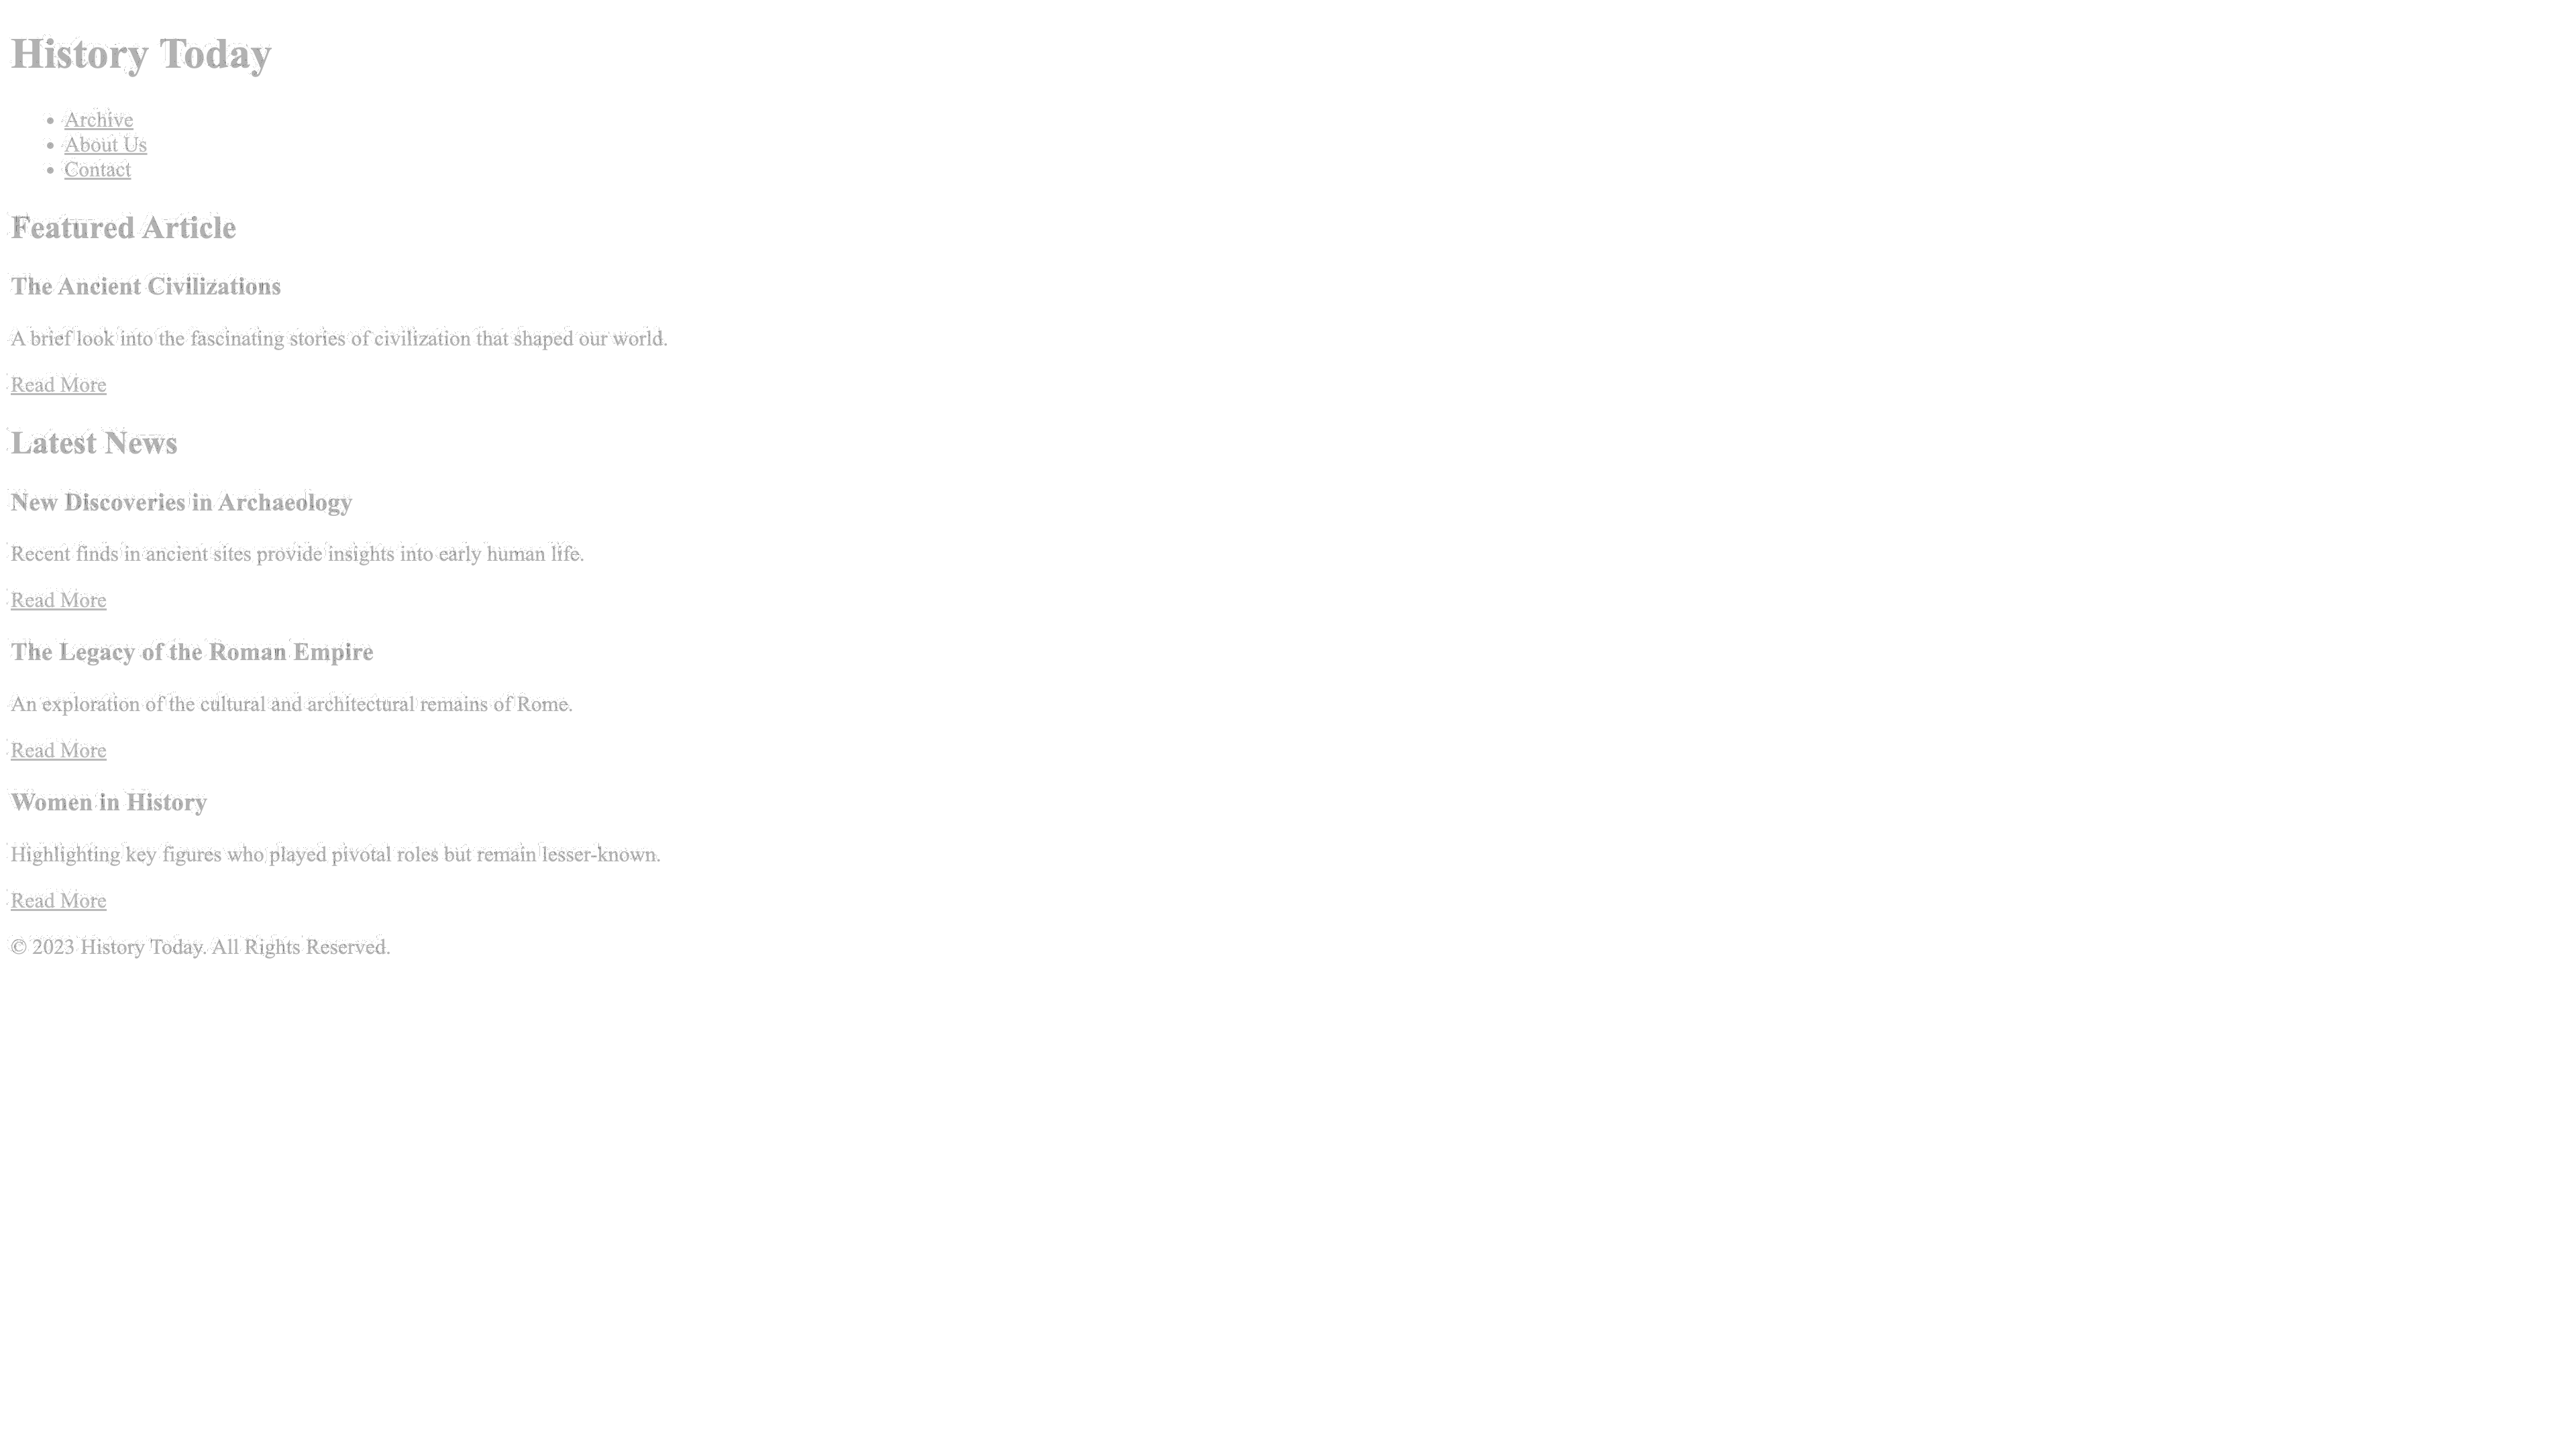 History Today
Archive
About Us
Contact
Featured Article
The Ancient Civilizations
A brief look into the fascinating stories of civilization that shaped our world.
Read More
Latest News
New Discoveries in Archaeology
Recent finds in ancient sites provide insights into early human life.
Read More
The Legacy of the Roman Empire
An exploration of the cultural and architectural remains of Rome.
Read More
Women in History
Highlighting key figures who played pivotal roles but remain lesser-known.
Read More
© 2023 History Today. All Rights Reserved.